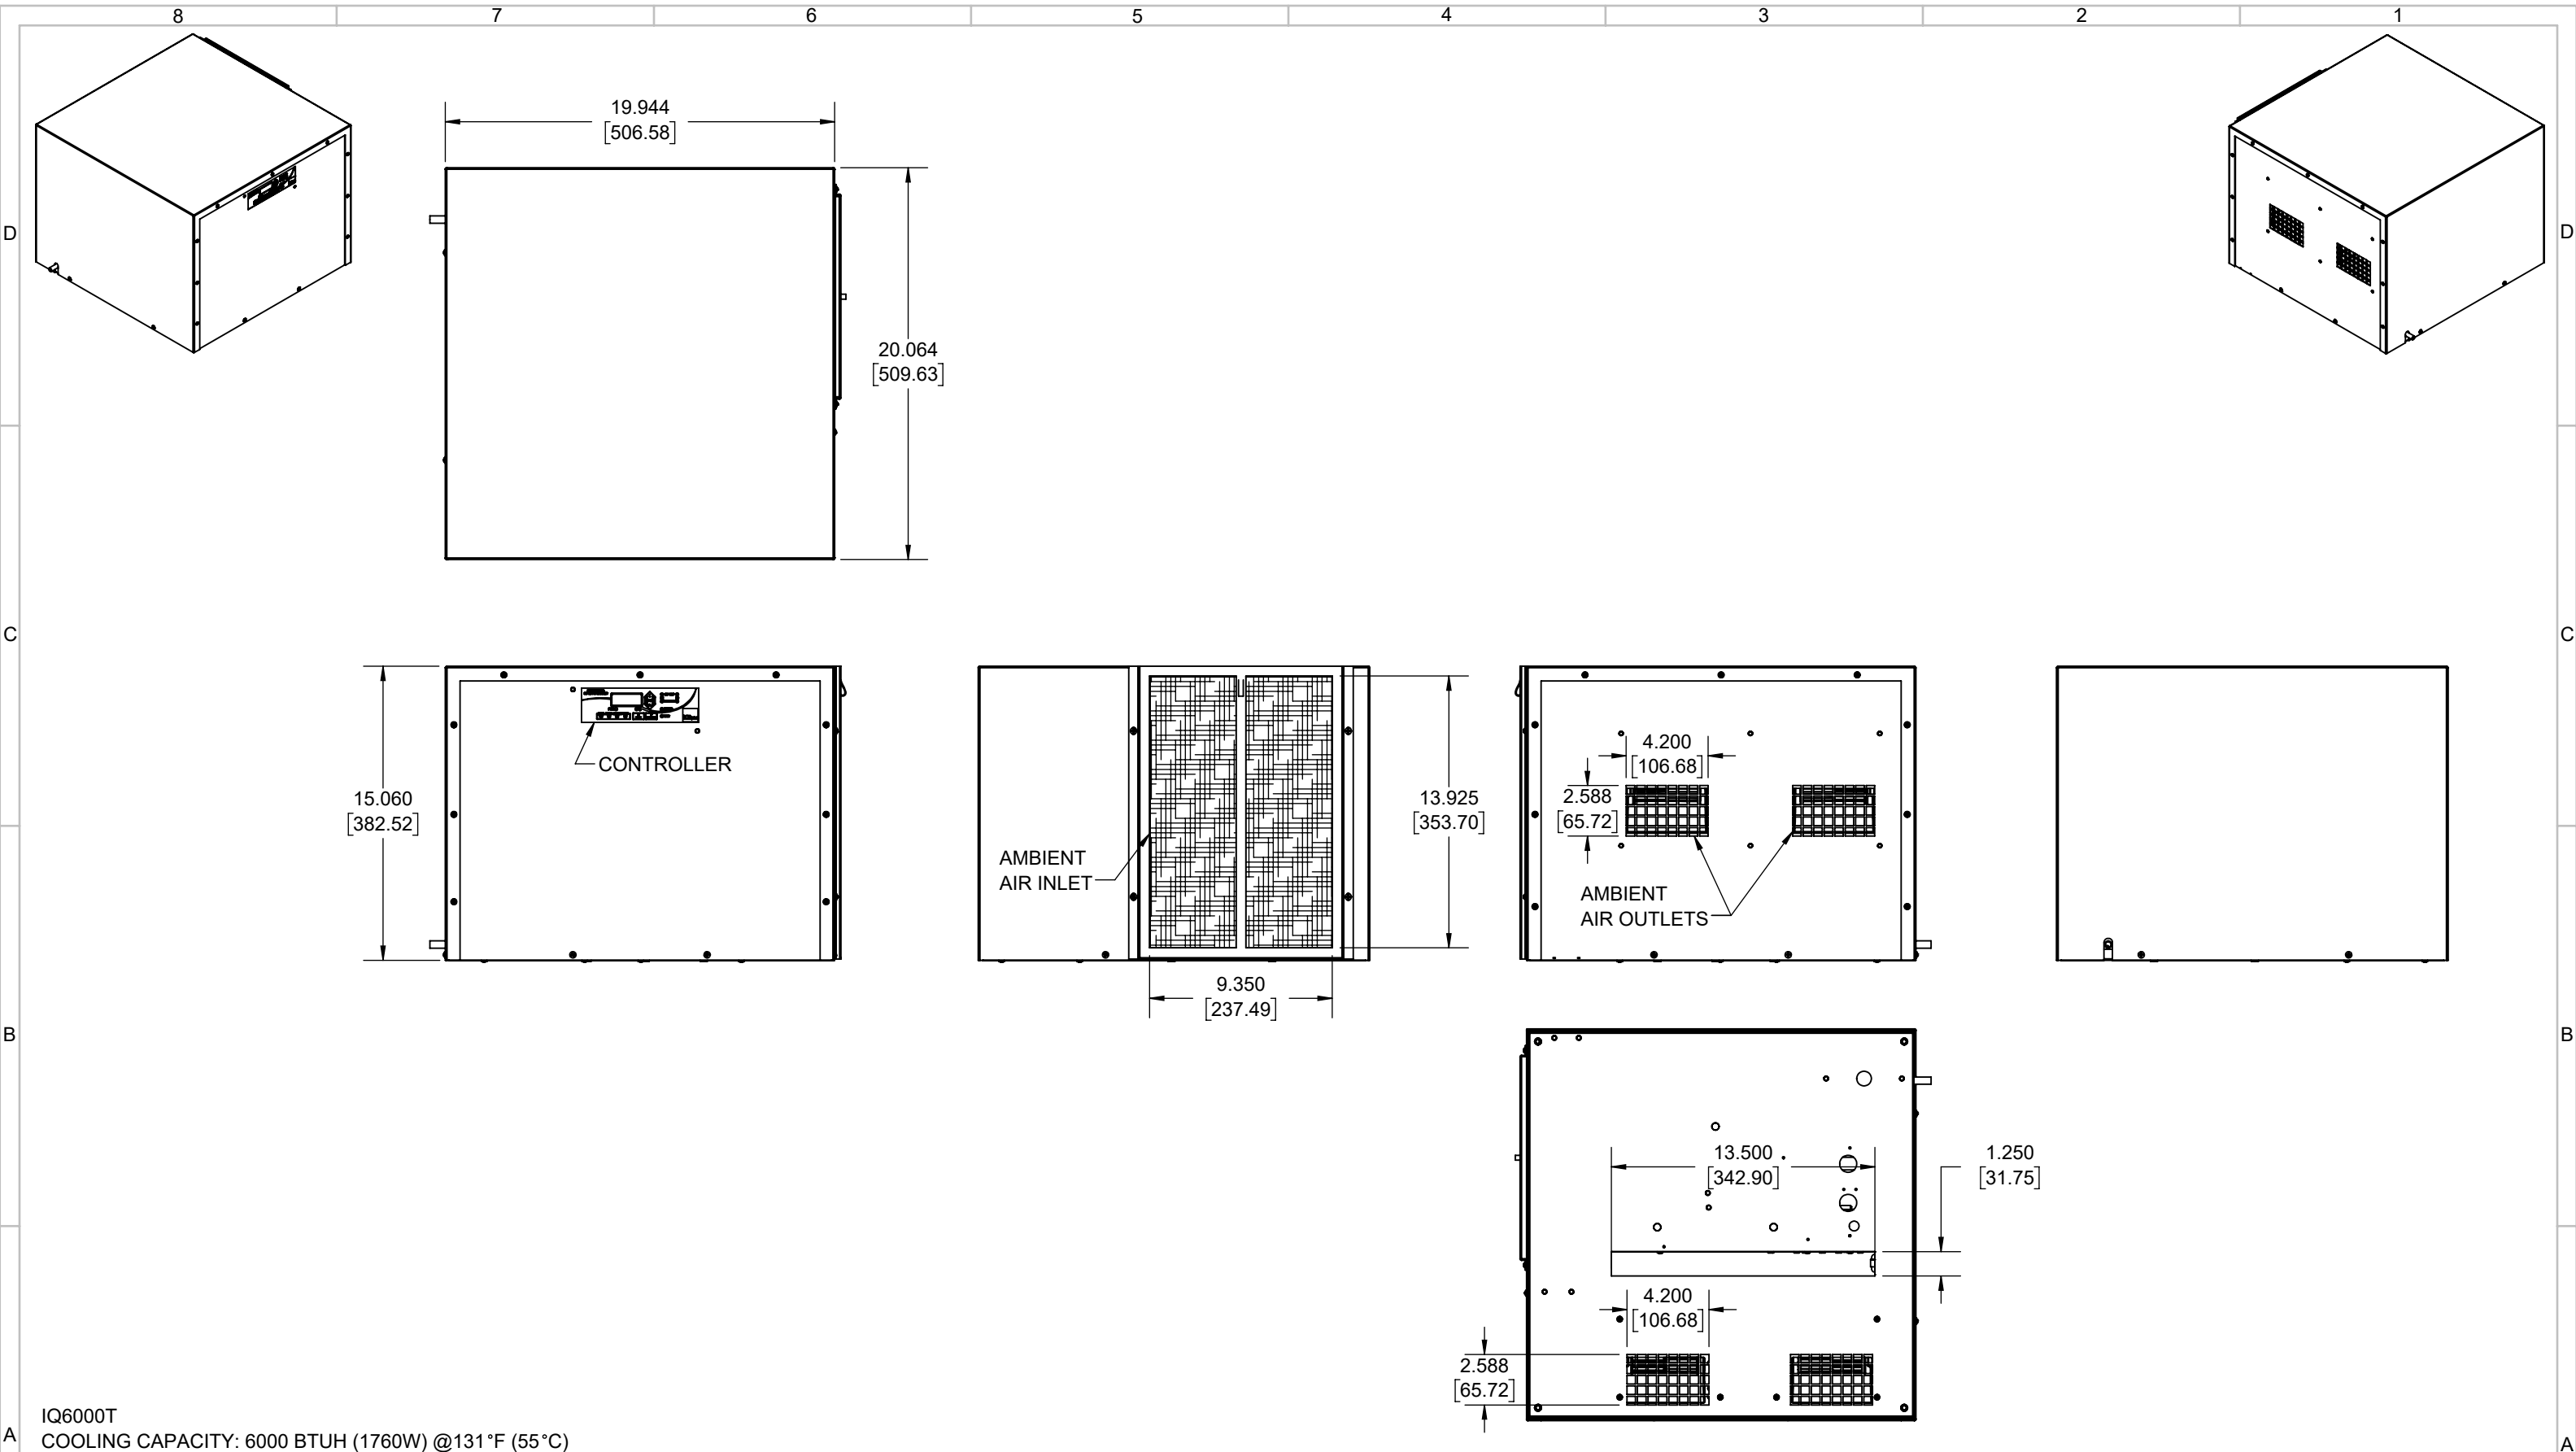 8 7 6 5 4 3 2 1
19.944
[506.58]
D D
20.064
[509.63]
C C
CONTROLLER
15.060
[382.52]
AMBIENT
AIR INLET
13.925
[353.70]
9.350
[237.49]
4.200
[106.68]
2.588
[65.72]
AMBIENT
AIR OUTLETS
B B
13.500
[342.90]
1.250
[31.75]
4.200
[106.68]
2.588
[65.72]
IQ6000T
A A
COOLING CAPACITY: 6000 BTUH (1760W) @131°F (55°C)